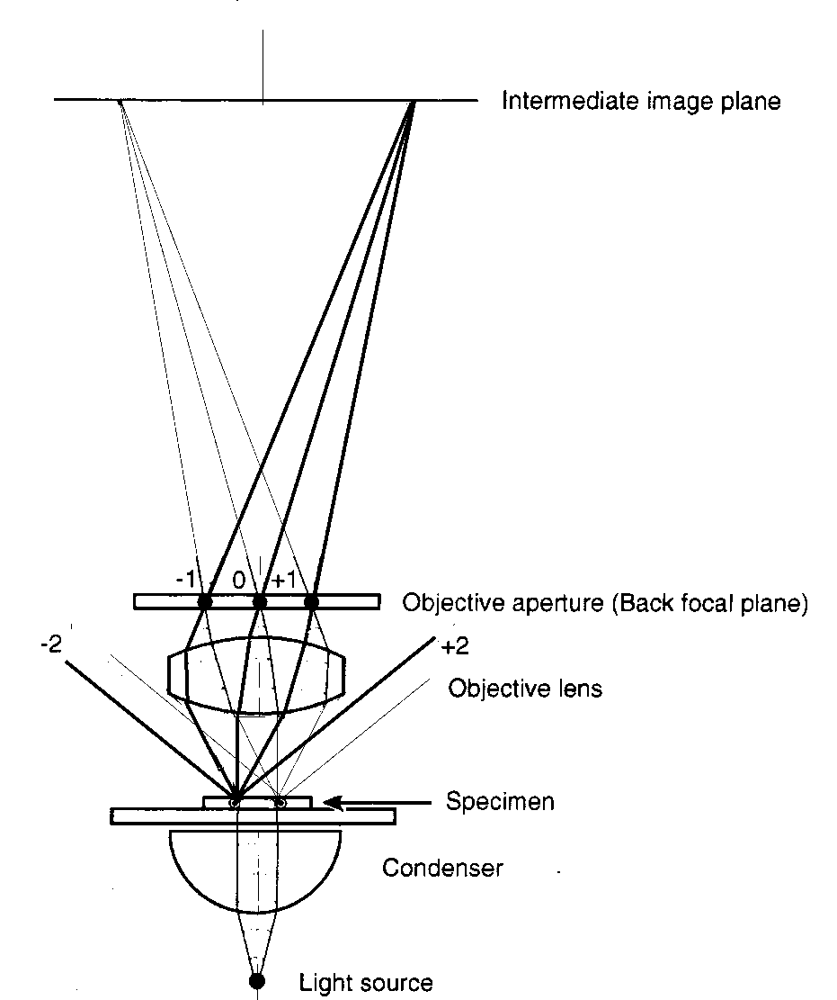 Intermediate image plane
-1 0 +1
Objective aperture (Back focal plane)
-2
+2
Objective lens
Specimen
Condenser
Light source